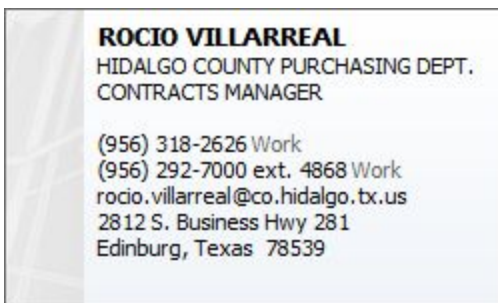 ROCIO VILLARREAL
HIDALGO COUNTY PURCHASING DEPT.
CONTRACTS MANAGER
(956) 318-2626 Work
(956) 292-7000 ext. 4868 Work
rocio.villarreal@co.hidalgo.tx.us
2812 S. Business Hwy 281
Edinburg, Texas 78539